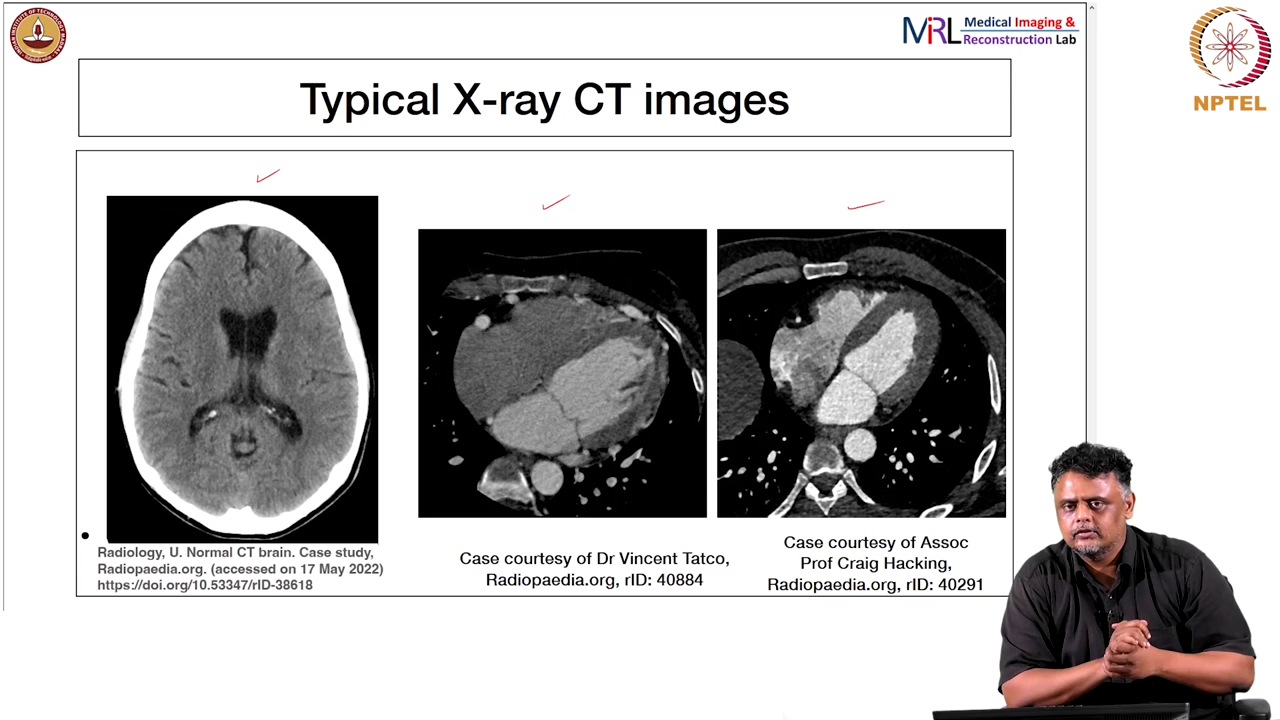 MIRL Medical Imaging &
Reconstruction Lab
NPTEL
Typical X-ray CT images
Radiology, U. Normal CT brain. Case study,
Radiopaedia.org. (accessed on 17 May 2022)
https://doi.org/10.53347/rID-38618
Case courtesy of Dr Vincent Tatco,
Radiopaedia.org, rID: 40884
Case courtesy of Assoc
Prof Craig Hacking,
Radiopaedia.org, rID: 40291